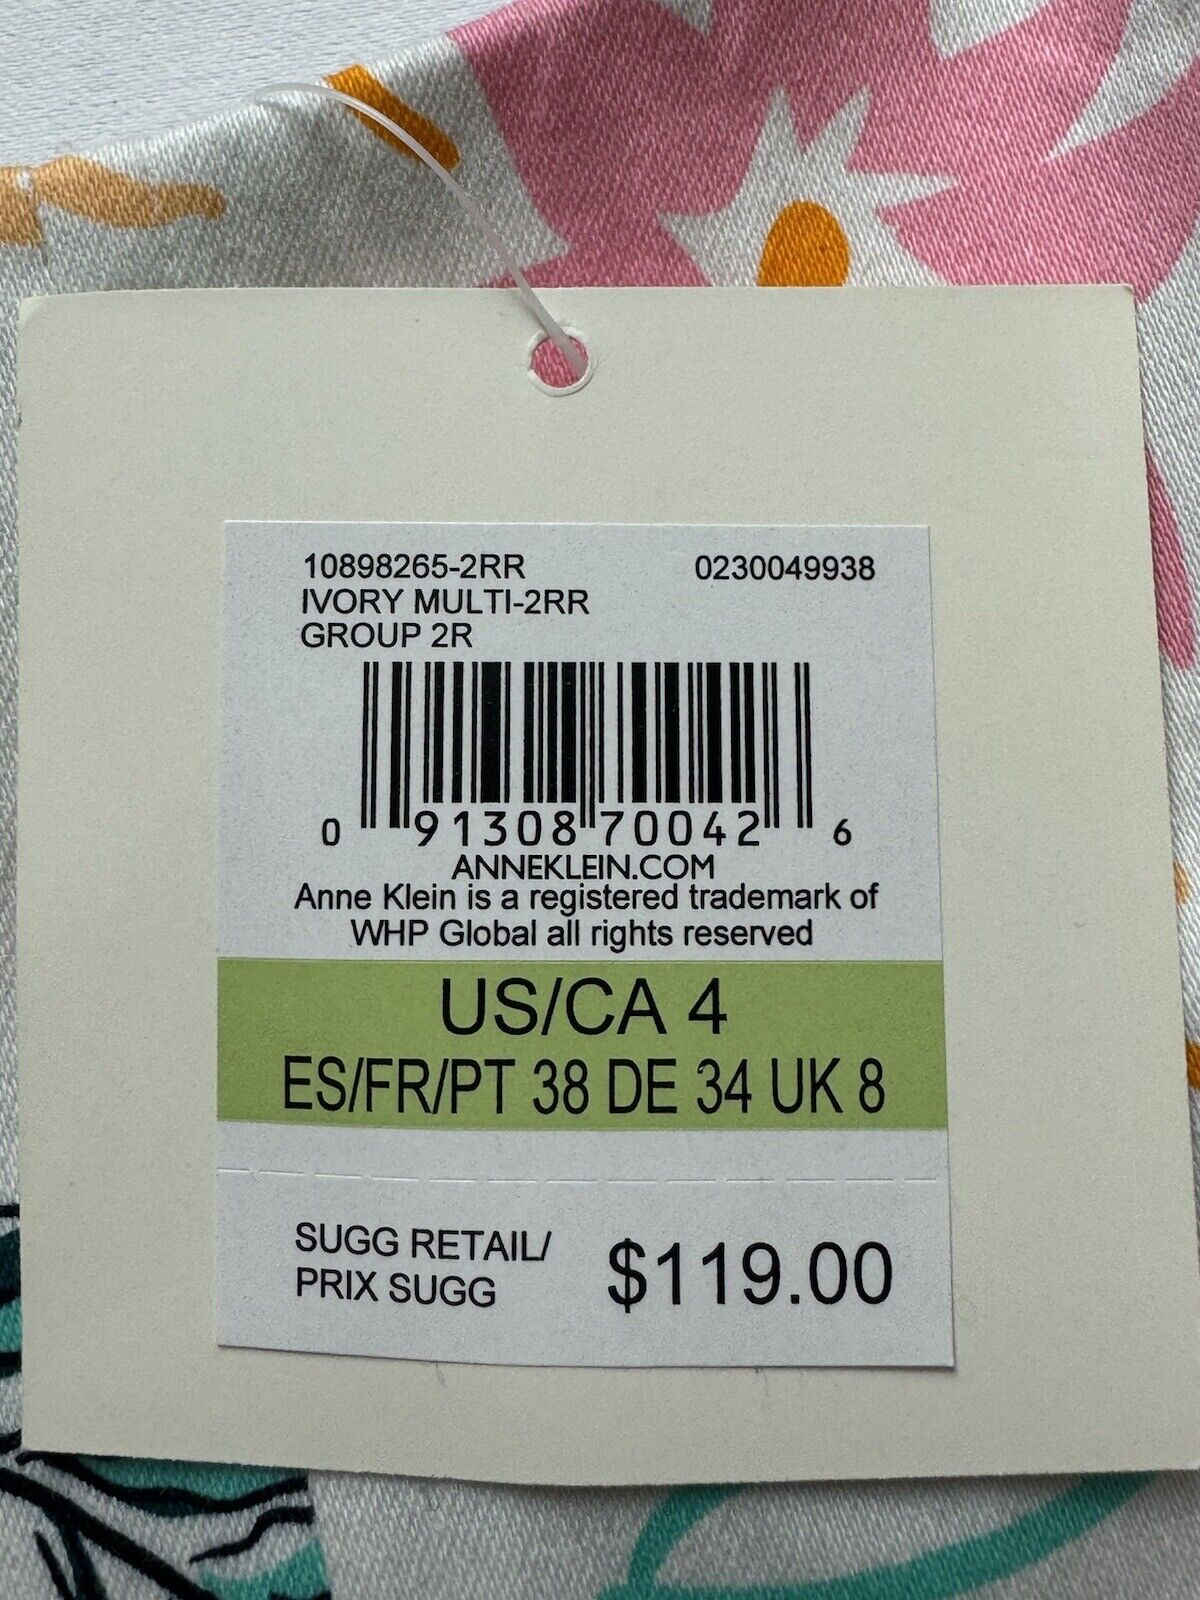 10898265-2RR 0230049938
IVORY MULTI-2RR
GROUP 2R
0 91308 70042 6
ANNEKLEIN.COM
Anne Klein is a registered trademark of
WHP Global all rights reserved
US/CA 4
ES/FR/PT 38 DE 34 UK 8
SUGG RETAIL/
PRIX SUGG $119.00